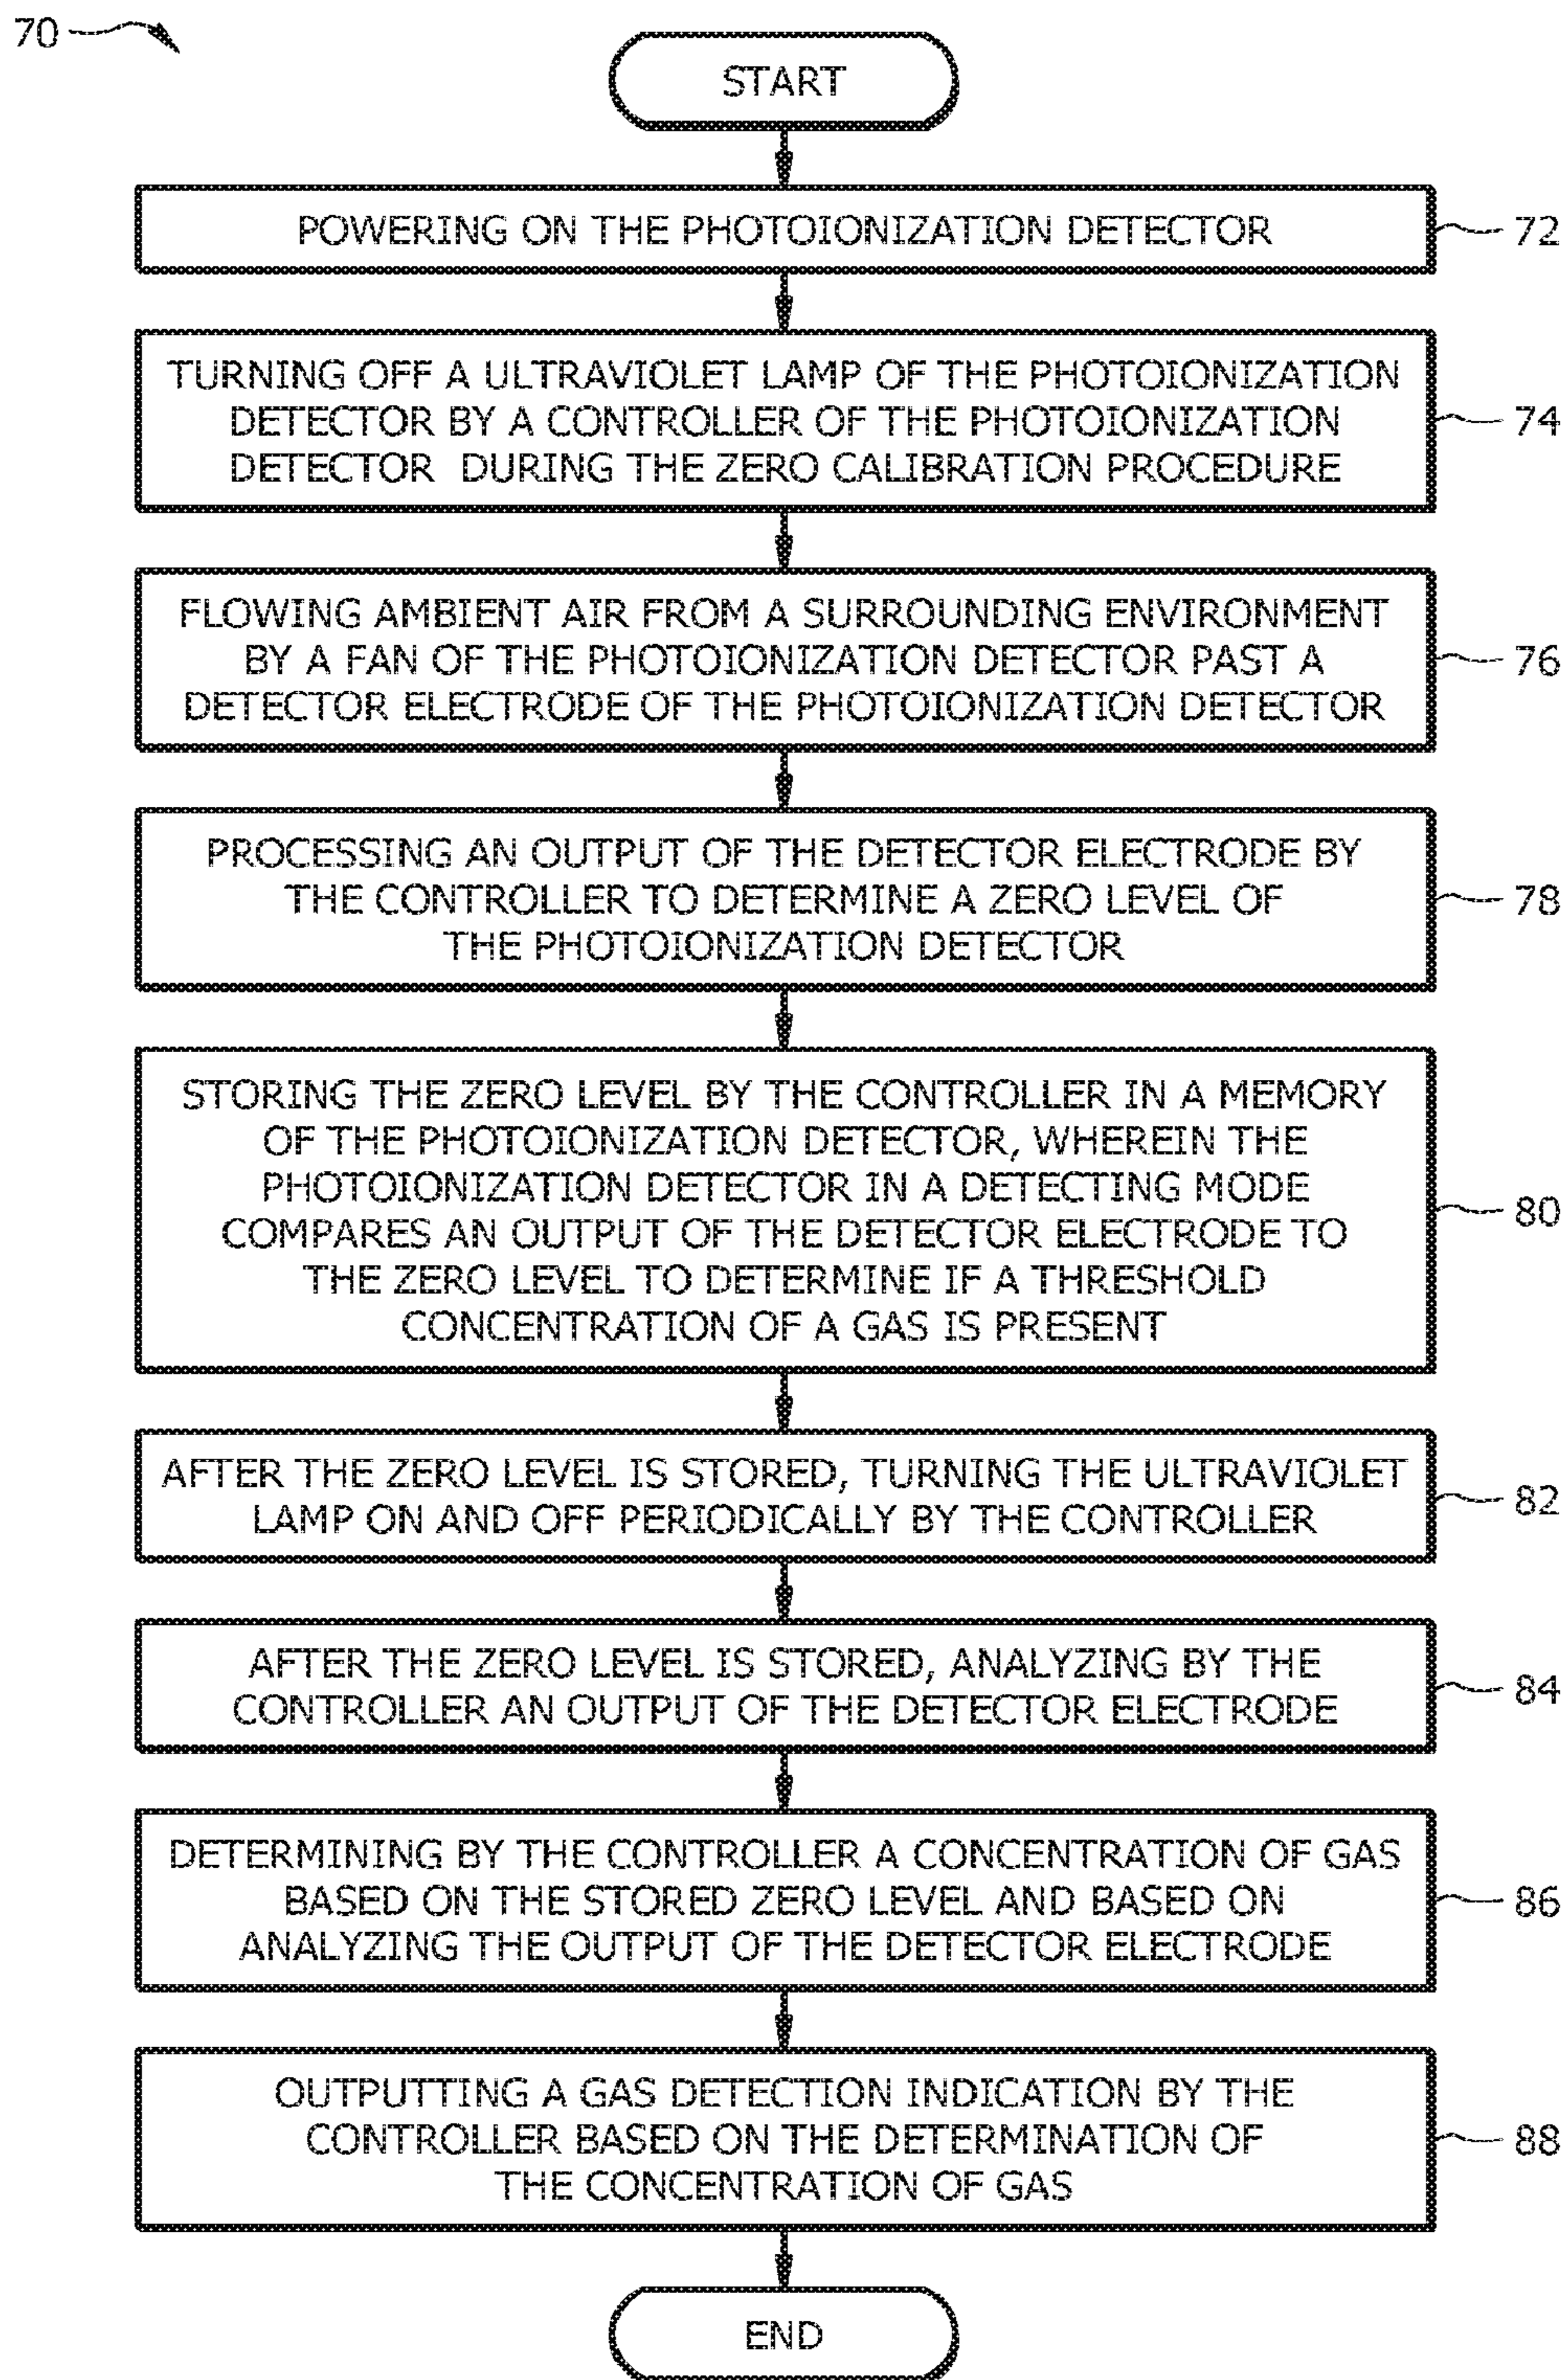 70
START
POWERING ON THE PHOTOIONIZATION DETECTOR
72
TURNING OFF A ULTRAVIOLET LAMP OF THE PHOTOIONIZATION
DETECTOR BY A CONTROLLER OF THE PHOTOIONIZATION
DETECTOR DURING THE ZERO CALIBRATION PROCEDURE
74
FLOWING AMBIENT AIR FROM A SURROUNDING ENVIRONMENT
BY A FAN OF THE PHOTOIONIZATION DETECTOR PAST A
DETECTOR ELECTRODE OF THE PHOTOIONIZATION DETECTOR
76
PROCESSING AN OUTPUT OF THE DETECTOR ELECTRODE BY
THE CONTROLLER TO DETERMINE A ZERO LEVEL OF
THE PHOTOIONIZATION DETECTOR
78
STORING THE ZERO LEVEL BY THE CONTROLLER IN A MEMORY
OF THE PHOTOIONIZATION DETECTOR, WHEREIN THE
PHOTOIONIZATION DETECTOR IN A DETECTING MODE
COMPARES AN OUTPUT OF THE DETECTOR ELECTRODE TO
THE ZERO LEVEL TO DETERMINE IF A THRESHOLD
CONCENTRATION OF A GAS IS PRESENT
80
AFTER THE ZERO LEVEL IS STORED, TURNING THE ULTRAVIOLET
LAMP ON AND OFF PERIODICALLY BY THE CONTROLLER
82
AFTER THE ZERO LEVEL IS STORED, ANALYZING BY THE
CONTROLLER AN OUTPUT OF THE DETECTOR ELECTRODE
84
DETERMINING BY THE CONTROLLER A CONCENTRATION OF GAS
BASED ON THE STORED ZERO LEVEL AND BASED ON
ANALYZING THE OUTPUT OF THE DETECTOR ELECTRODE
86
OUTPUTTING A GAS DETECTION INDICATION BY THE
CONTROLLER BASED ON THE DETERMINATION OF
THE CONCENTRATION OF GAS
88
END